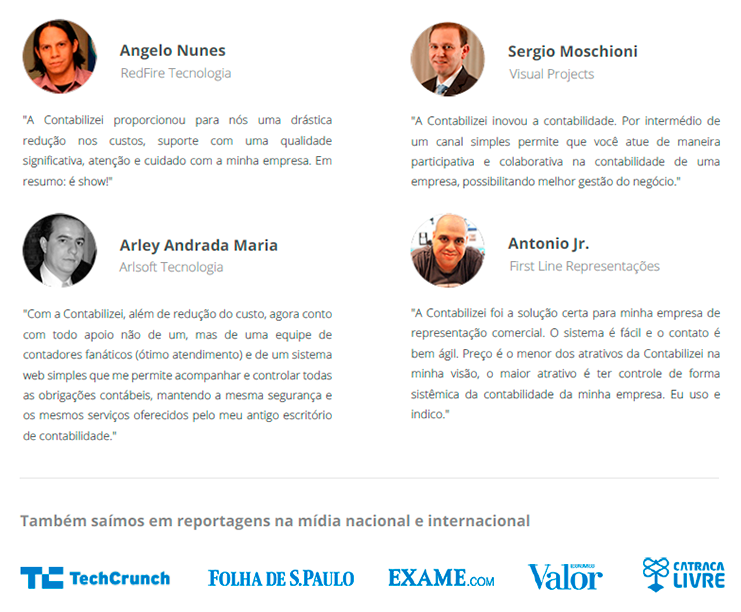 Angelo Nunes
RedFire Tecnologia
"A Contabilizei proporcionou para nós uma drástica
redução nos custos, suporte com uma qualidade
significativa, atenção e cuidado com a minha empresa. Em
resumo: é show!"
Sergio Moschioni
Visual Projects
"A Contabilizei inovou a contabilidade. Por intermédio de
um canal simples permite que você atue de maneira
participativa e colaborativa na contabilidade de uma
empresa, possibilitando melhor gestão do negócio."
Arley Andrada Maria
Arlsoft Tecnologia
"Com a Contabilizei, além de redução do custo, agora conto
com todo apoio não de um, mas de uma equipe de
contadores fanáticos (ótimo atendimento) e de um sistema
web simples que me permite acompanhar e controlar todas
as obrigações contábeis, mantendo a mesma segurança e
os mesmos serviços oferecidos pelo meu antigo escritório
de contabilidade."
Antonio Jr.
First Line Representações
"A Contabilizei foi a solução certa para minha empresa de
representação comercial. O sistema é fácil e o contato é
bem ágil. Preço é o menor dos atrativos da Contabilizei na
minha visão, o maior atrativo é ter controle de forma
sistêmica da contabilidade da minha empresa. Eu uso e
indico."
Também saímos em reportagens na mídia nacional e internacional
TC TechCrunch
FOLHA DE S.PAULO
EXAME.COM
Valor ECONÔMICO
CATRACA
LIVRE